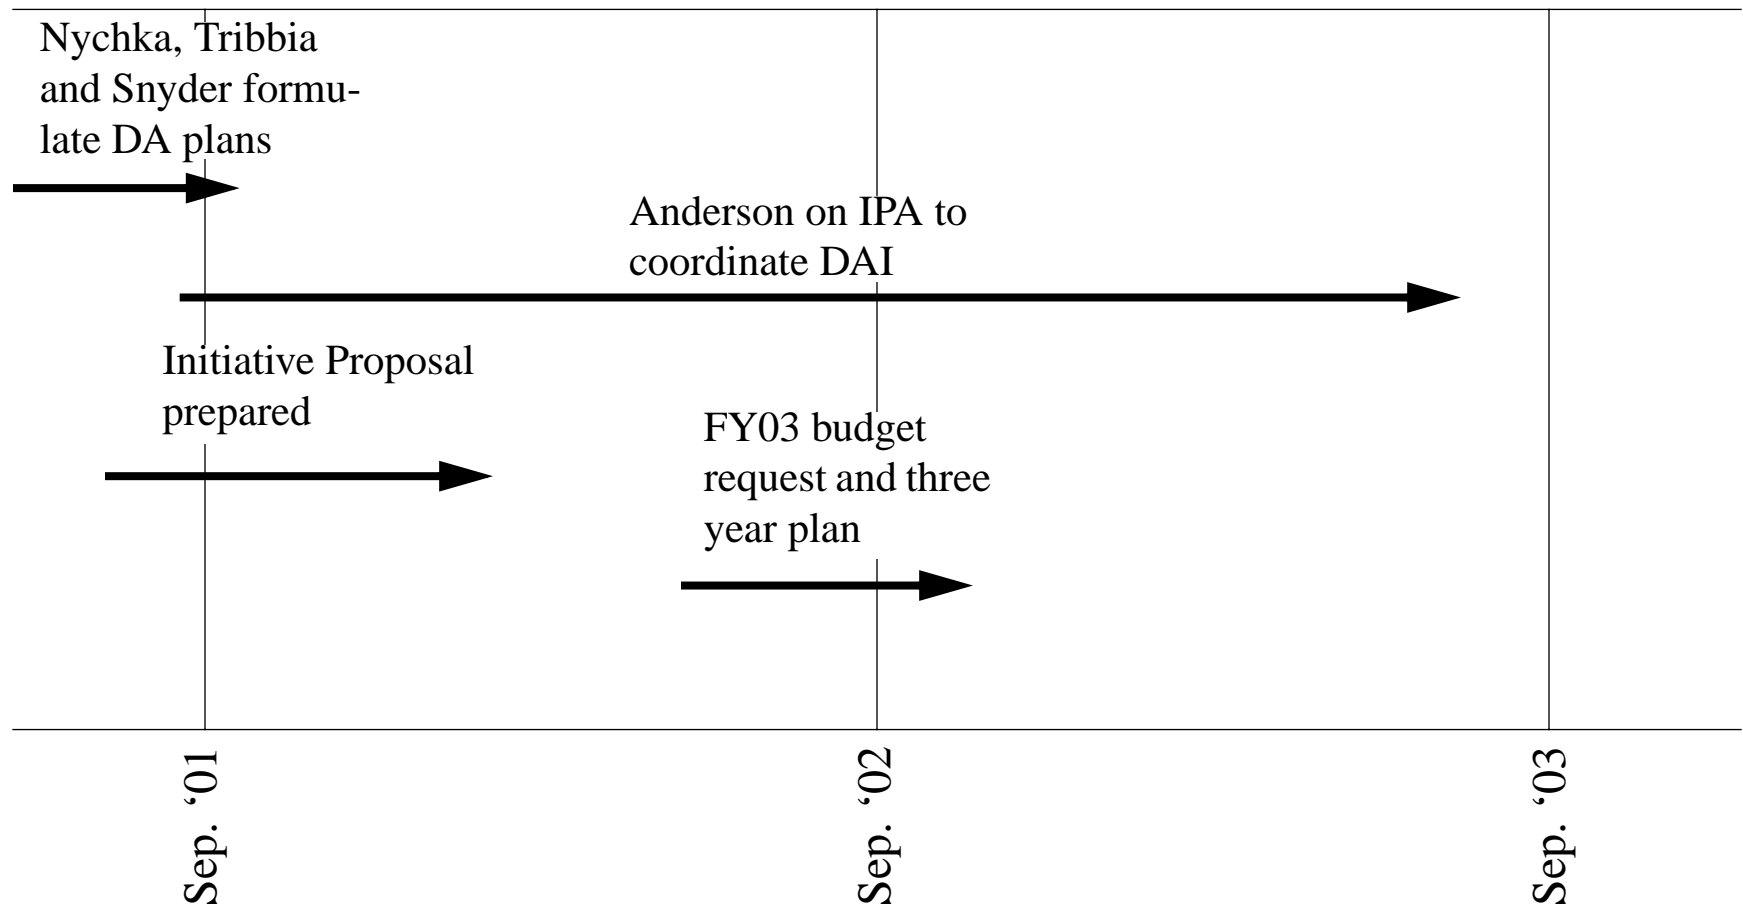 Nychka, Tribbia
and Snyder formu-
late DA plans
Anderson on IPA to
coordinate DAI
Initiative Proposal
prepared
FY03 budget
request and three
year plan
Sep. ‘01
Sep. ‘02
Sep. ‘03